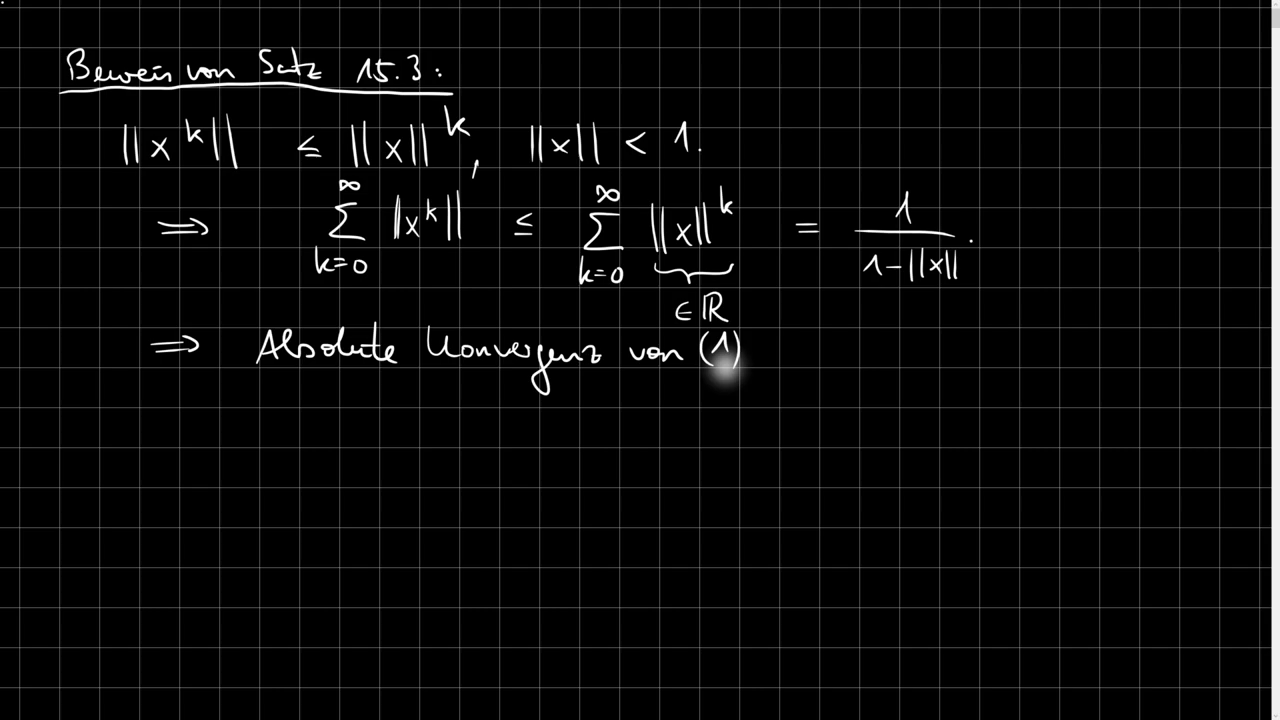 Beweis von Satz 15.3:
||x^k|| ≤ ||x||^k, ||x|| < 1.
⟹ ∑_{k=0}^{∞} ||x^k|| ≤ ∑_{k=0}^{∞} ||x||^k = 1/(1-||x||).
∈ ℝ
⟹ Absolute Konvergenz von (1)